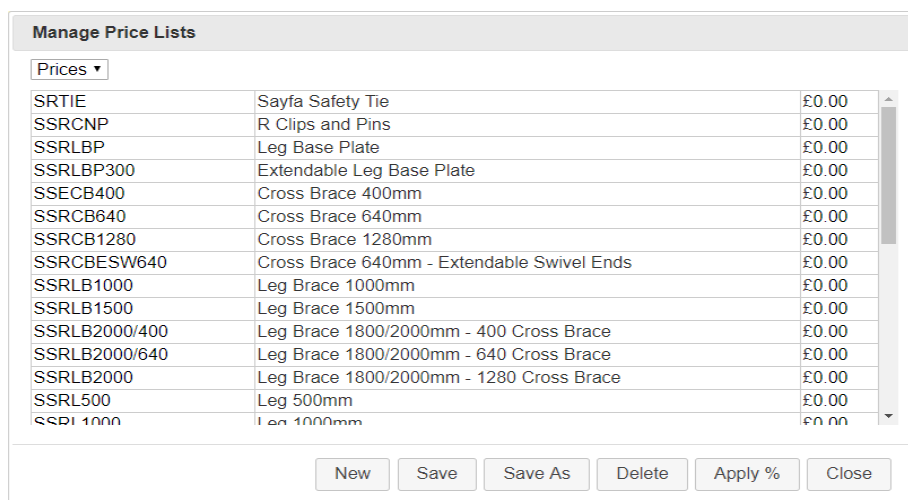 Manage Price Lists
Prices
SRTIE Sayfa Safety Tie £0.00
SSRCNP R Clips and Pins £0.00
SSRLBP Leg Base Plate £0.00
SSRLBP300 Extendable Leg Base Plate £0.00
SSECB400 Cross Brace 400mm £0.00
SSRCB640 Cross Brace 640mm £0.00
SSRCB1280 Cross Brace 1280mm £0.00
SSRCBESW640 Cross Brace 640mm - Extendable Swivel Ends £0.00
SSRLB1000 Leg Brace 1000mm £0.00
SSRLB1500 Leg Brace 1500mm £0.00
SSRLB2000/400 Leg Brace 1800/2000mm - 400 Cross Brace £0.00
SSRLB2000/640 Leg Brace 1800/2000mm - 640 Cross Brace £0.00
SSRLB2000 Leg Brace 1800/2000mm - 1280 Cross Brace £0.00
SSRL500 Leg 500mm £0.00
SSRL1000 Leg 1000mm £0.00
New Save Save As Delete Apply % Close